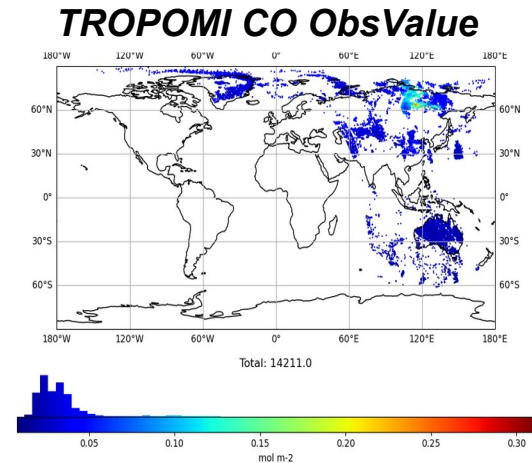 TROPOMI CO ObsValue
180°W 120°W 60°W 0° 60°E 120°E 180°E
60°N 60°N
30°N 30°N
0° 0°
30°S 30°S
60°S 60°S
180°W 120°W 60°W 0° 60°E 120°E 180°E
Total: 14211.0
0.05 0.10 0.15 0.20 0.25 0.30
mol m-2